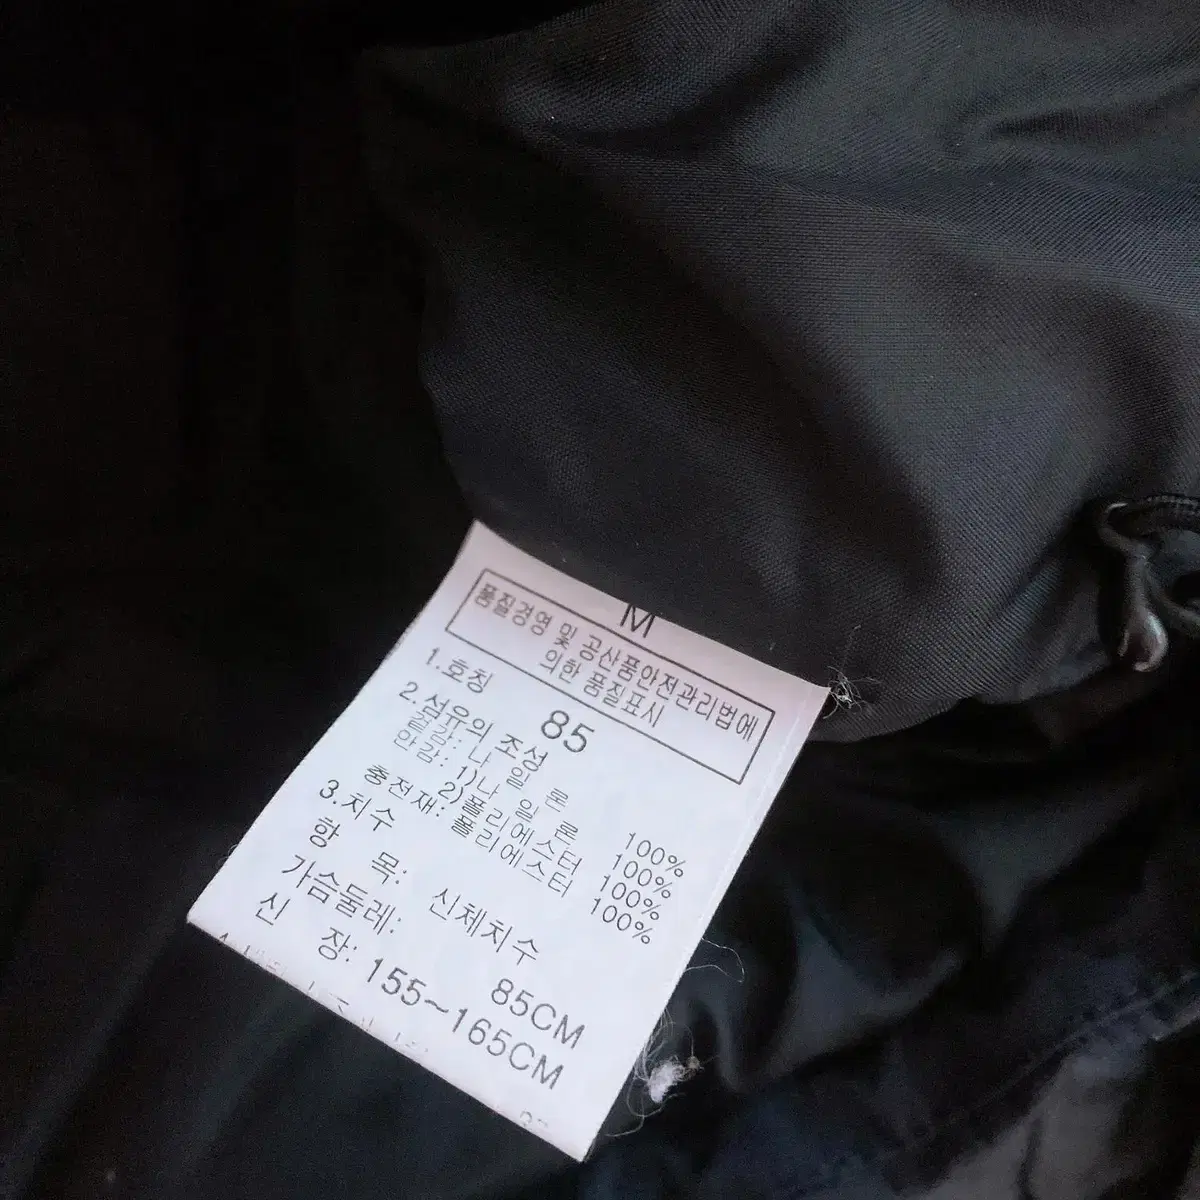 M
품질경영 및 공산품안전관리법에
의한 품질표시
1.호칭 85
2.섬유의 조성
겉감: 나 일 론 100%
안감: 1)나 일 론 100%
2)폴리에스터 100%
충전재: 폴리에스터 100%
3.치수
항 목: 신체치수
가슴둘레: 85CM
신 장: 155~165CM